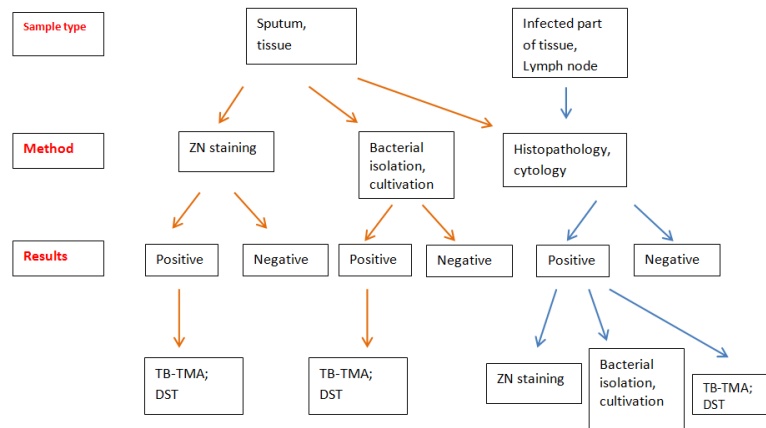 Sample type
Sputum,
tissue
Infected part
of tissue,
Lymph node
Method
ZN staining
Bacterial
isolation,
cultivation
Histopathology,
cytology
Results
Positive
Negative
Positive
Negative
Positive
Negative
TB-TMA;
DST
TB-TMA;
DST
ZN staining
Bacterial
isolation,
cultivation
TB-TMA;
DST